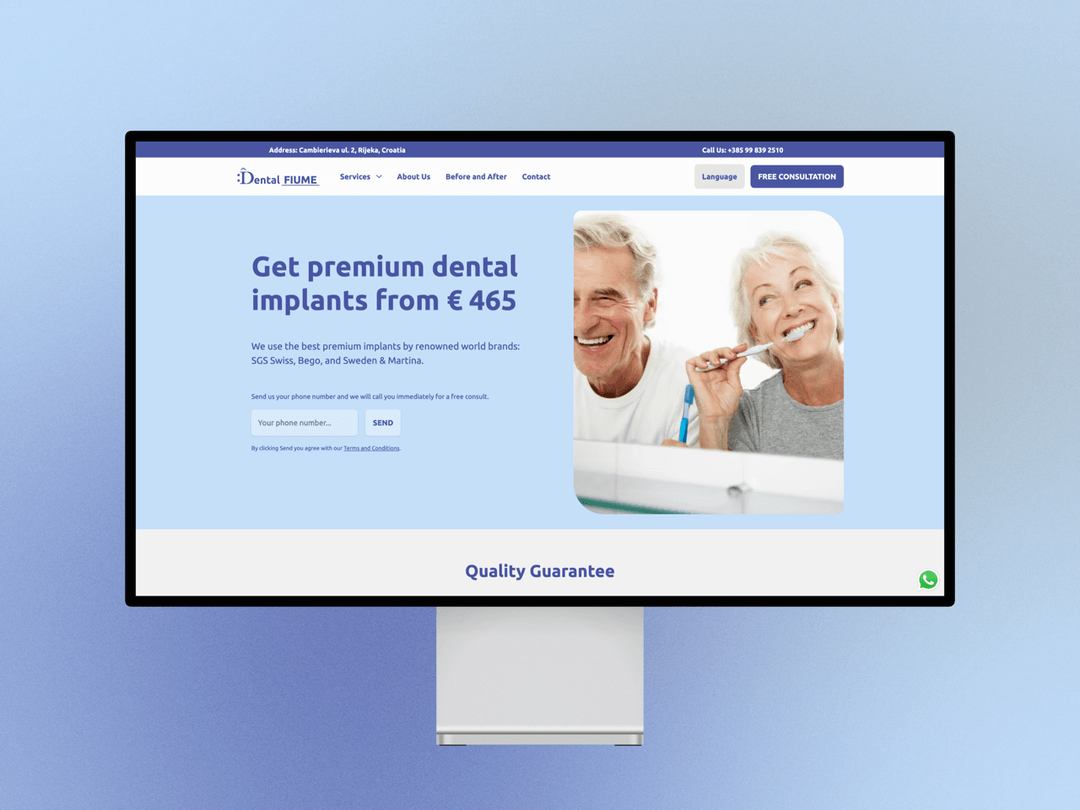 Address: Cambierieva ul. 2, Rijeka, Croatia
Call Us: +385 99 839 2510
Dental FIUME
Services
About Us
Before and After
Contact
Language
FREE CONSULTATION
Get premium dental
implants from € 465
We use the best premium implants by renowned world brands:
SGS Swiss, Bego, and Sweden & Martina.
Send us your phone number and we will call you immediately for a free consult.
Your phone number...
SEND
By clicking Send you agree with our Terms and Conditions.
Quality Guarantee